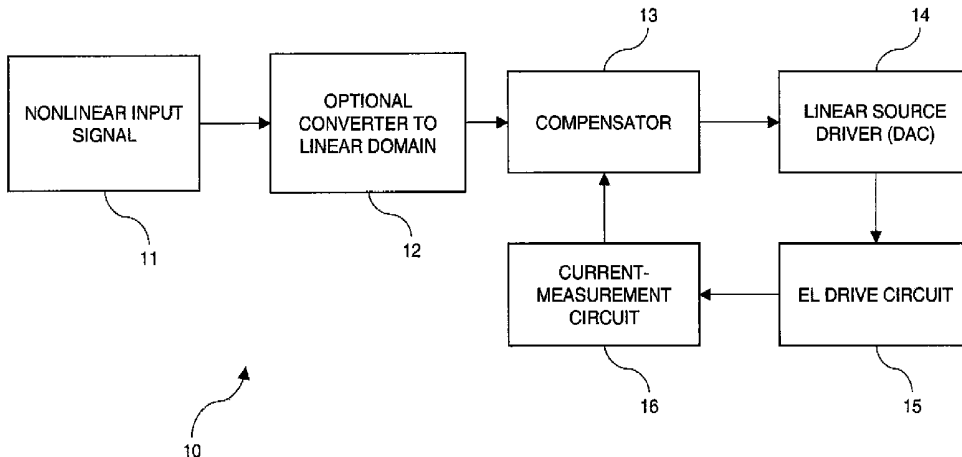 13
14
NONLINEAR INPUT
SIGNAL
OPTIONAL
CONVERTER TO
LINEAR DOMAIN
COMPENSATOR
LINEAR SOURCE
DRIVER (DAC)
11
12
CURRENT-
MEASUREMENT
CIRCUIT
EL DRIVE CIRCUIT
16
15
10